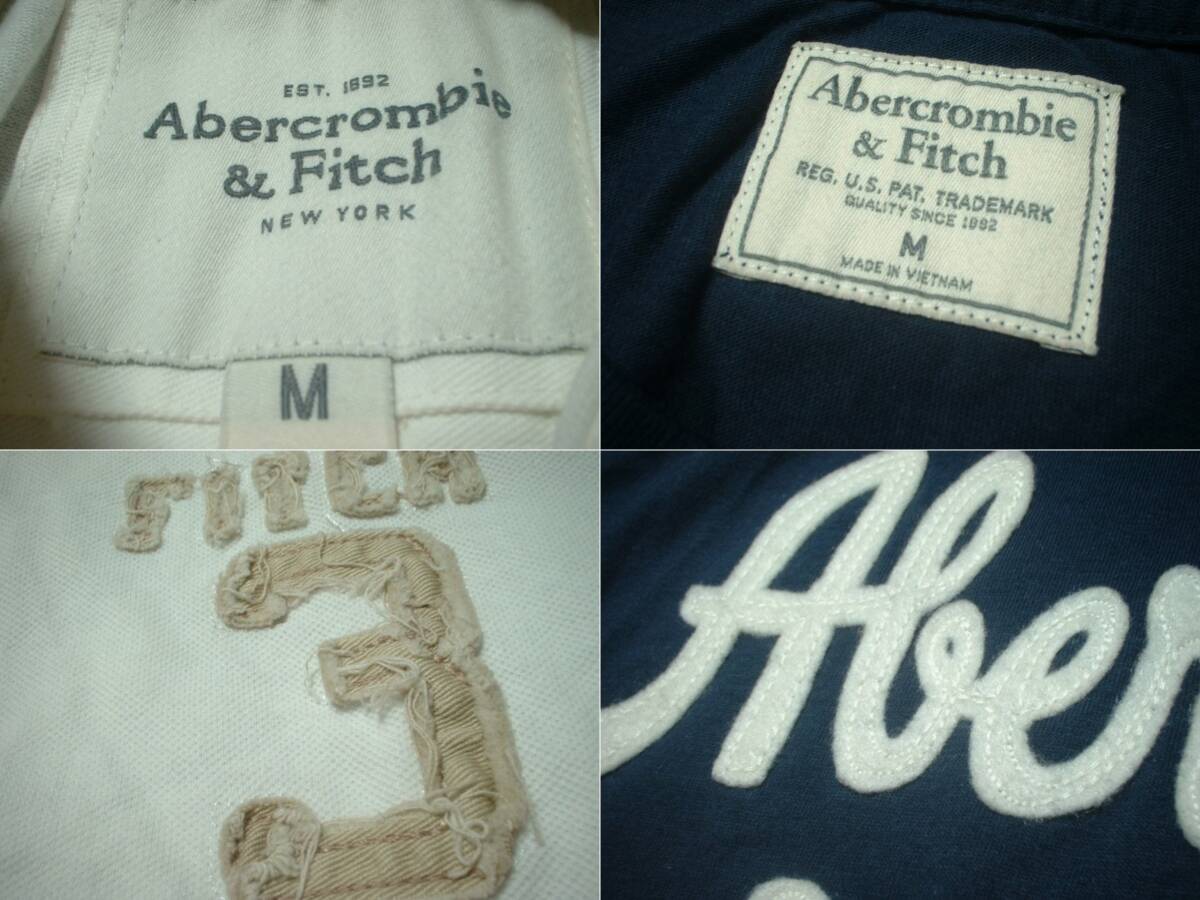 EST. 1892
Abercrombie
& Fitch
NEW YORK
M
Abercrombie
& Fitch
REG. U.S. PAT. TRADEMARK
QUALITY SINCE 1892
M
MADE IN VIETNAM
FITCH
3
Aber